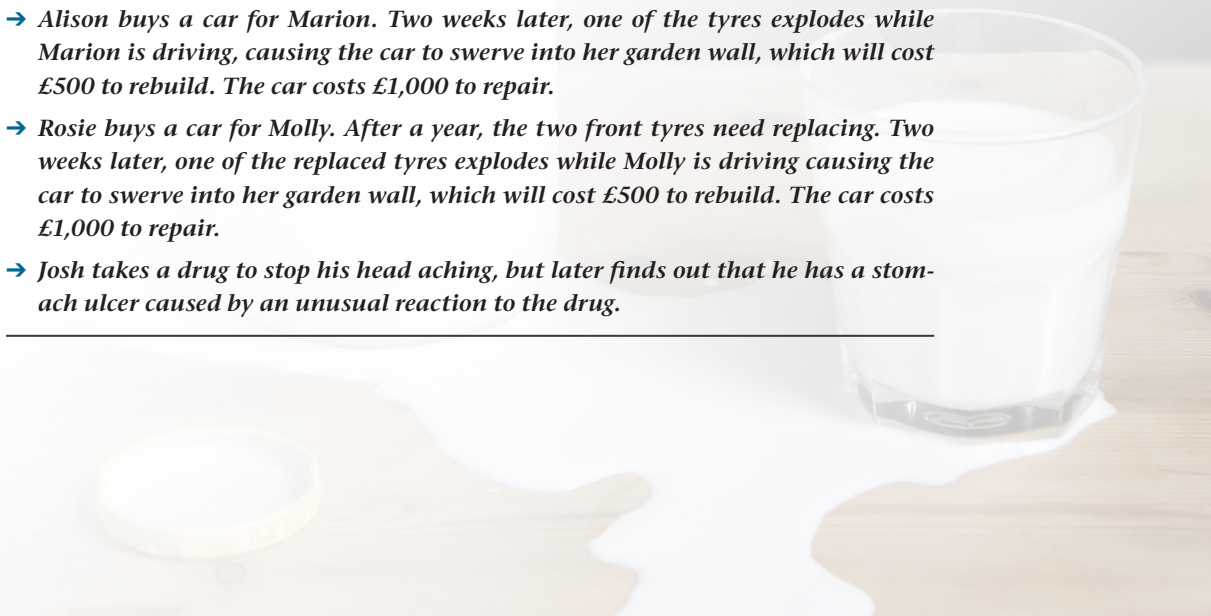 ➔ Alison buys a car for Marion. Two weeks later, one of the tyres explodes while
Marion is driving, causing the car to swerve into her garden wall, which will cost
£500 to rebuild. The car costs £1,000 to repair.
➔ Rosie buys a car for Molly. After a year, the two front tyres need replacing. Two
weeks later, one of the replaced tyres explodes while Molly is driving causing the
car to swerve into her garden wall, which will cost £500 to rebuild. The car costs
£1,000 to repair.
➔ Josh takes a drug to stop his head aching, but later finds out that he has a stom-
ach ulcer caused by an unusual reaction to the drug.